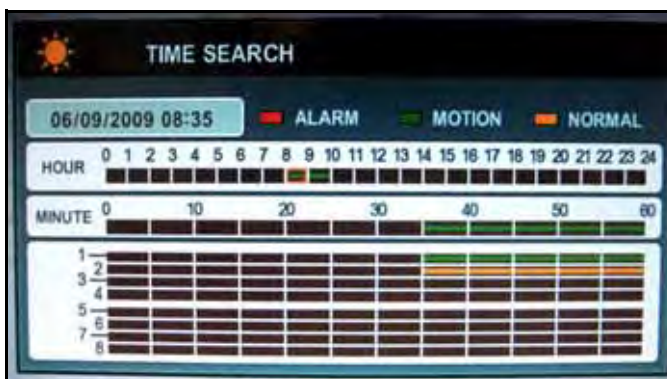 TIME SEARCH
06/09/2009 08:35 ALARM MOTION NORMAL
HOUR 0 1 2 3 4 5 6 7 8 9 10 11 12 13 14 15 16 17 18 19 20 21 22 23 24
MINUTE 0 10 20 30 40 50 60
1
2
3
4
5
6
7
8